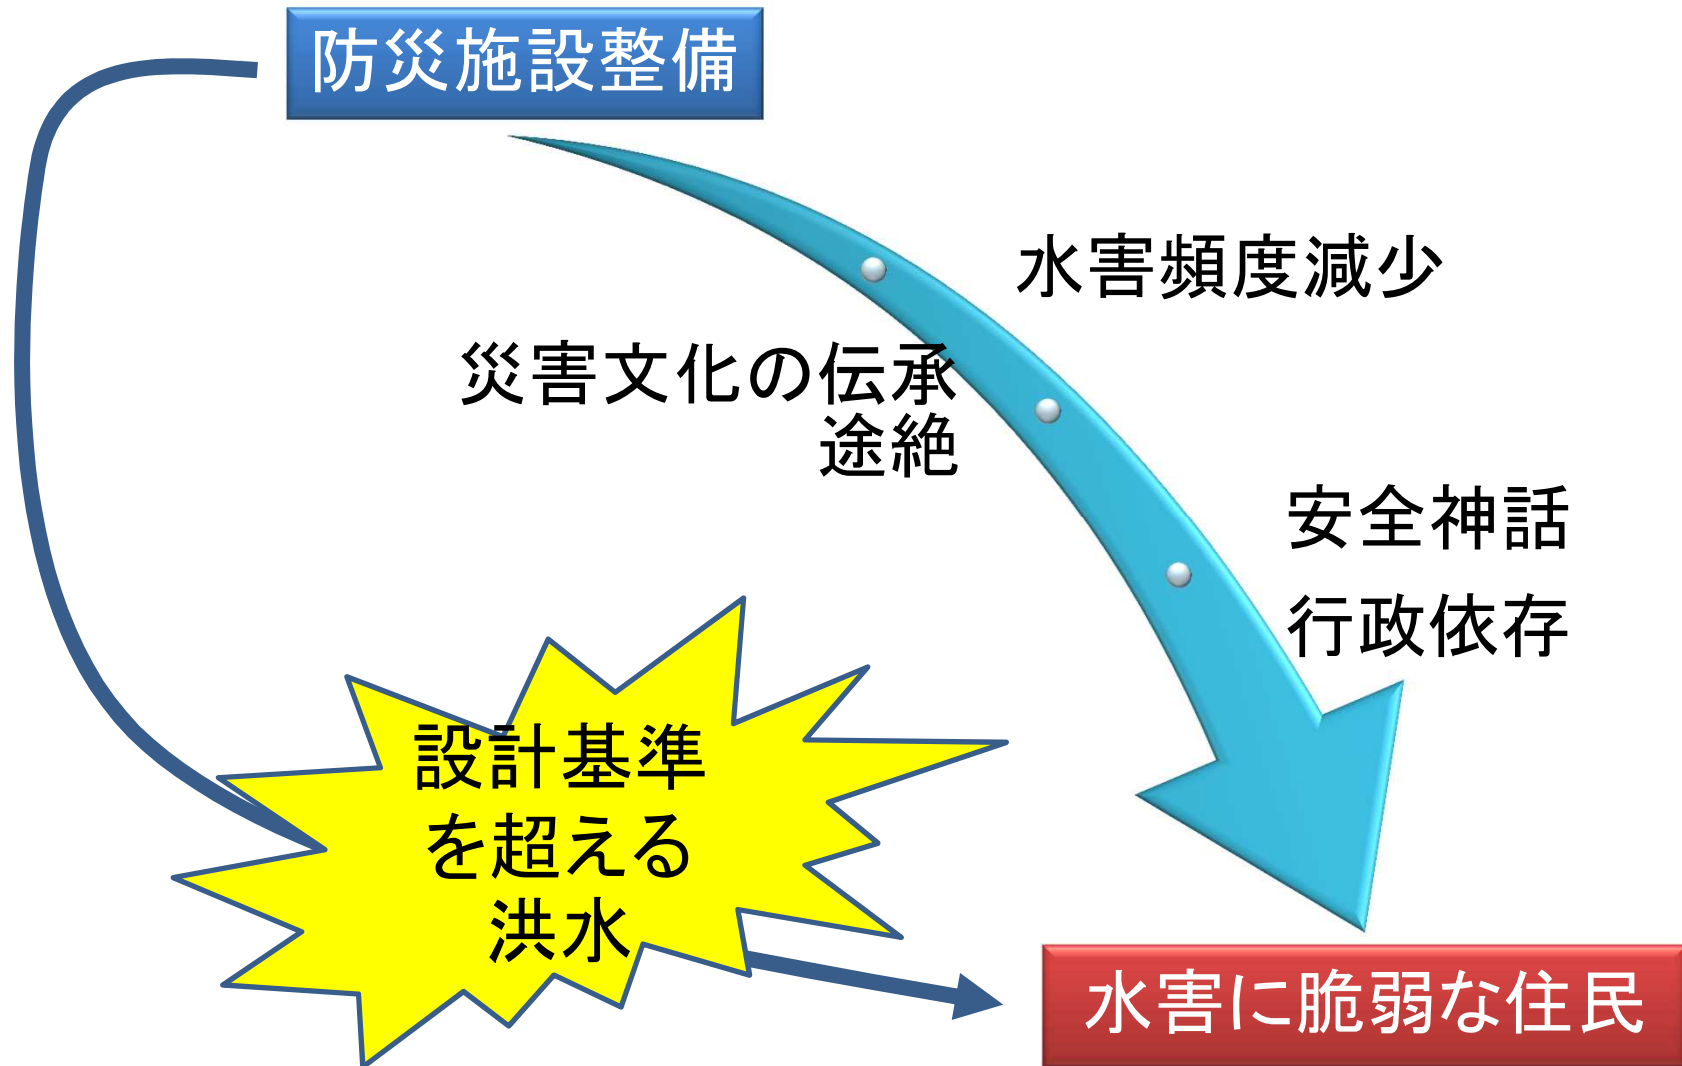 防災施設整備
水害頻度減少
災害文化の伝承
途絶
安全神話
行政依存
設計基準
を超える
洪水
水害に脆弱な住民